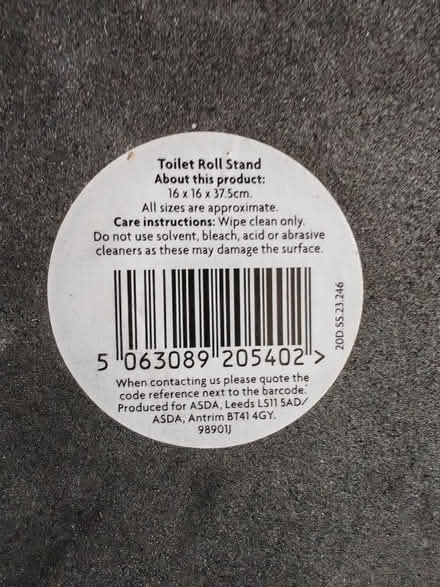 Toilet Roll Stand
About this product:
16 x 16 x 37.5cm.
All sizes are approximate.
Care instructions: Wipe clean only.
Do not use solvent, bleach, acid or abrasive
cleaners as these may damage the surface.
20D.SS.23.246
5 063089 205402 >
When contacting us please quote the
code reference next to the barcode.
Produced for ASDA, Leeds LS11 5AD/
ASDA, Antrim BT41 4GY.
98901J